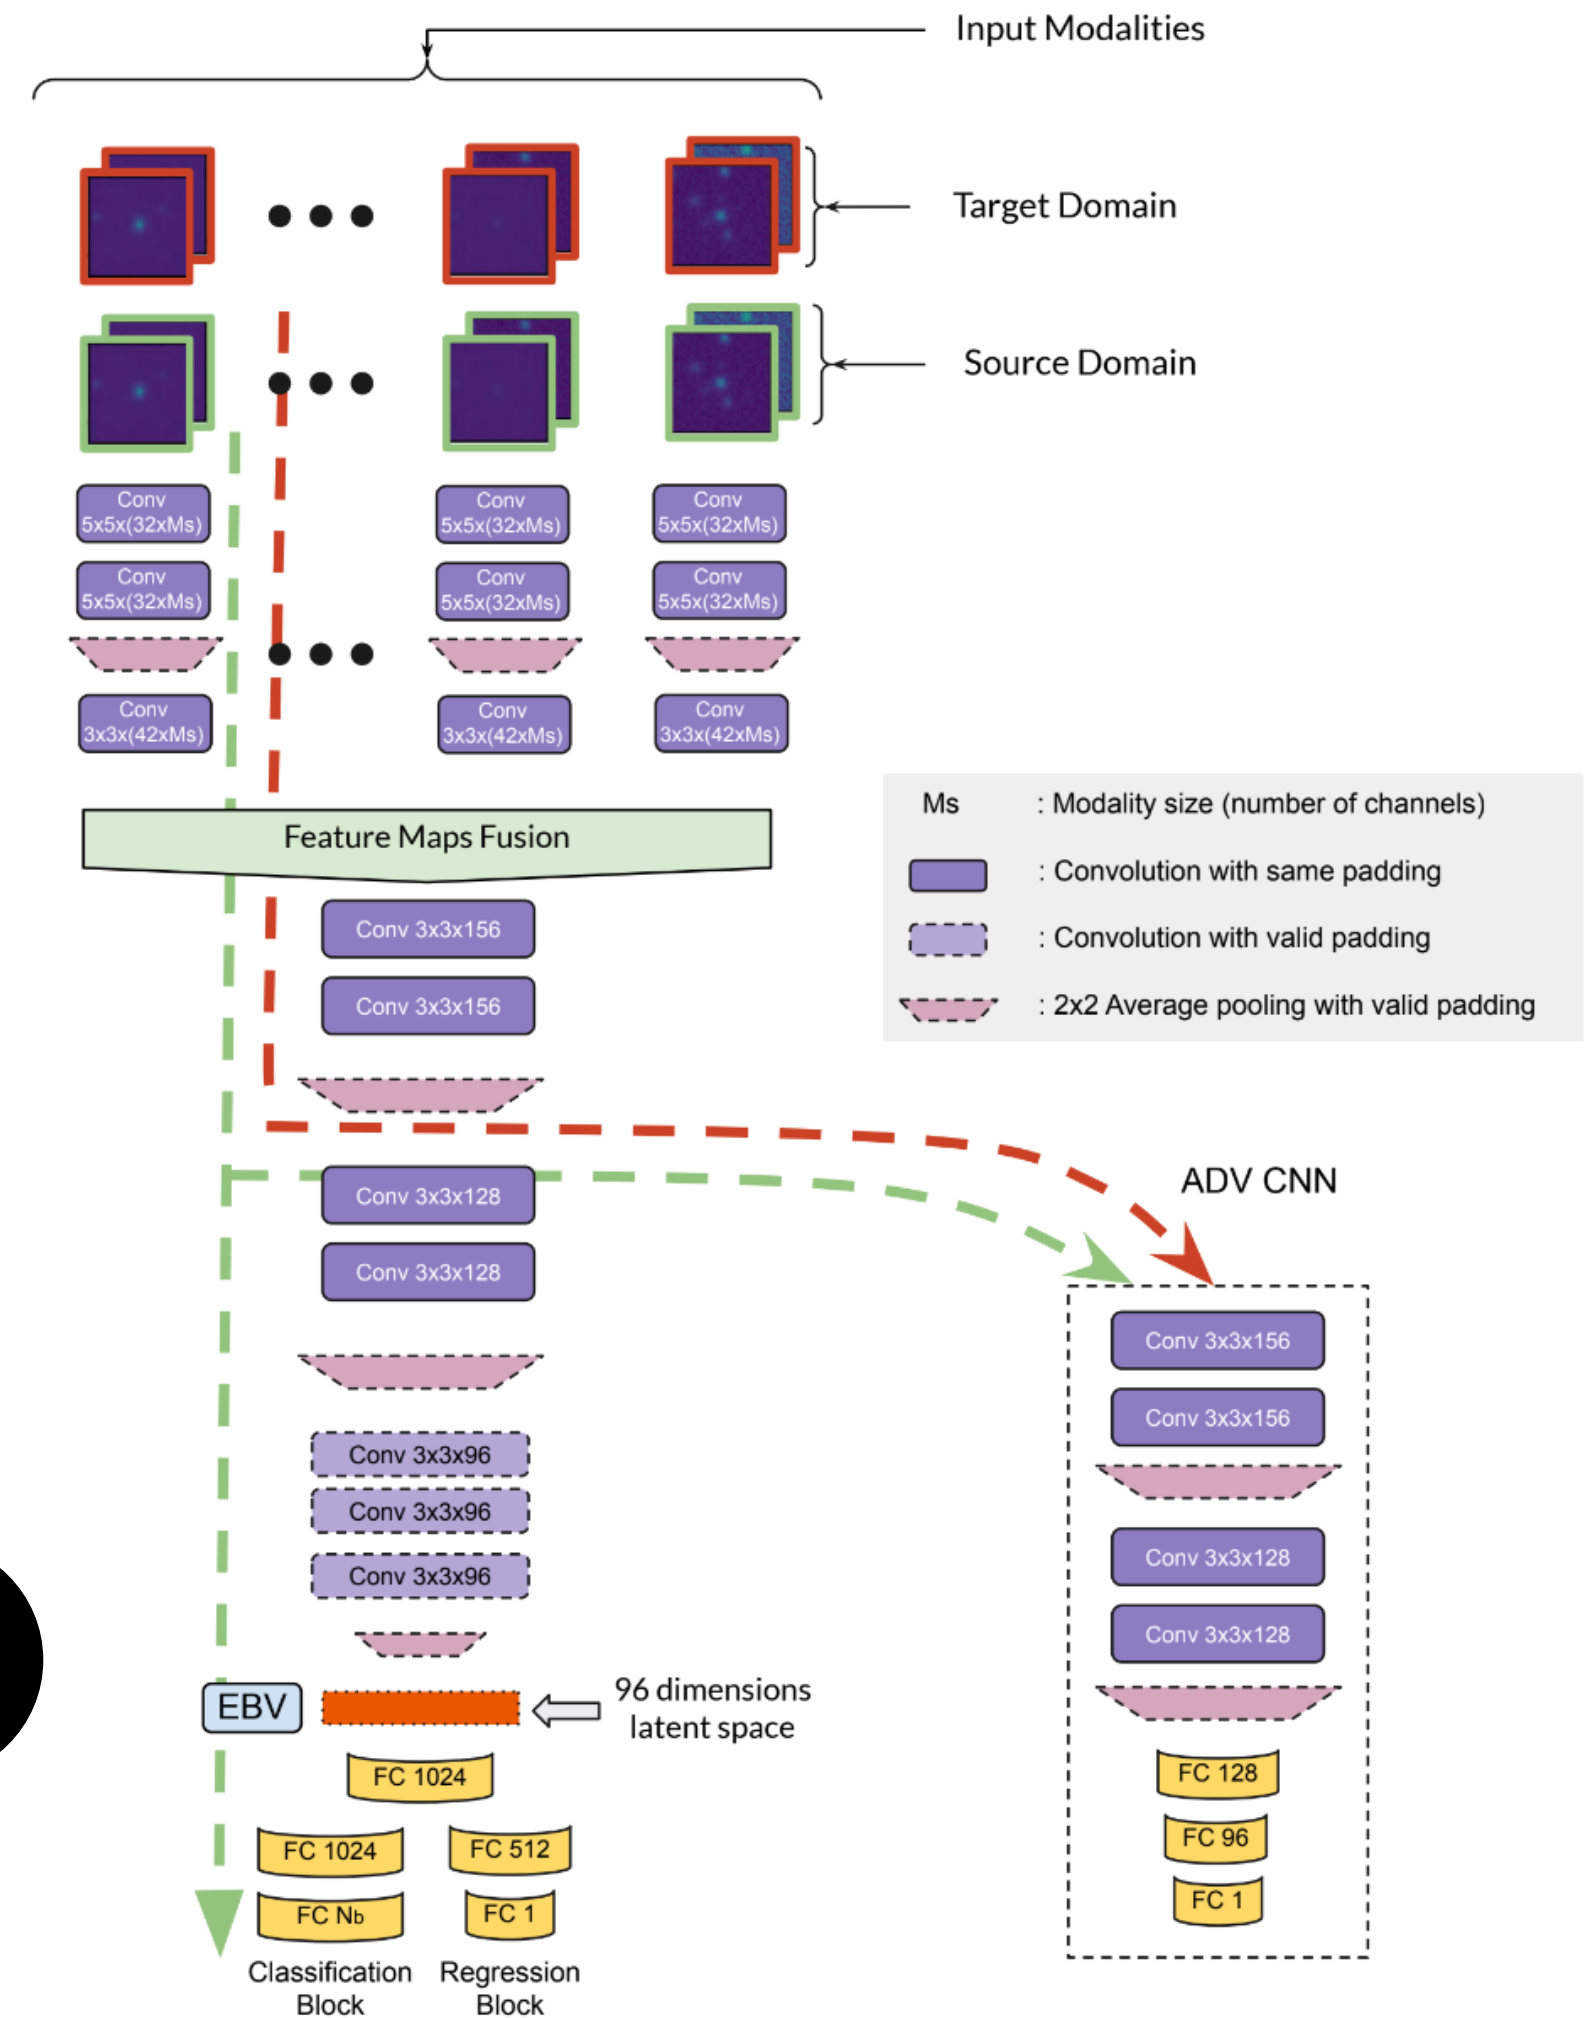 Input Modalities
Target Domain
Source Domain
Conv
5x5x(32xMs)
Conv
5x5x(32xMs)
Conv
5x5x(32xMs)
Conv
5x5x(32xMs)
Conv
5x5x(32xMs)
Conv
5x5x(32xMs)
Conv
3x3x(42xMs)
Conv
3x3x(42xMs)
Conv
3x3x(42xMs)
Feature Maps Fusion
Ms : Modality size (number of channels)
: Convolution with same padding
: Convolution with valid padding
: 2x2 Average pooling with valid padding
Conv 3x3x156
Conv 3x3x156
Conv 3x3x128
Conv 3x3x128
Conv 3x3x96
Conv 3x3x96
Conv 3x3x96
EBV
96 dimensions
latent space
FC 1024
FC 1024
FC 512
FC Nb
FC 1
Classification
Block
Regression
Block
ADV CNN
Conv 3x3x156
Conv 3x3x156
Conv 3x3x128
Conv 3x3x128
FC 128
FC 96
FC 1